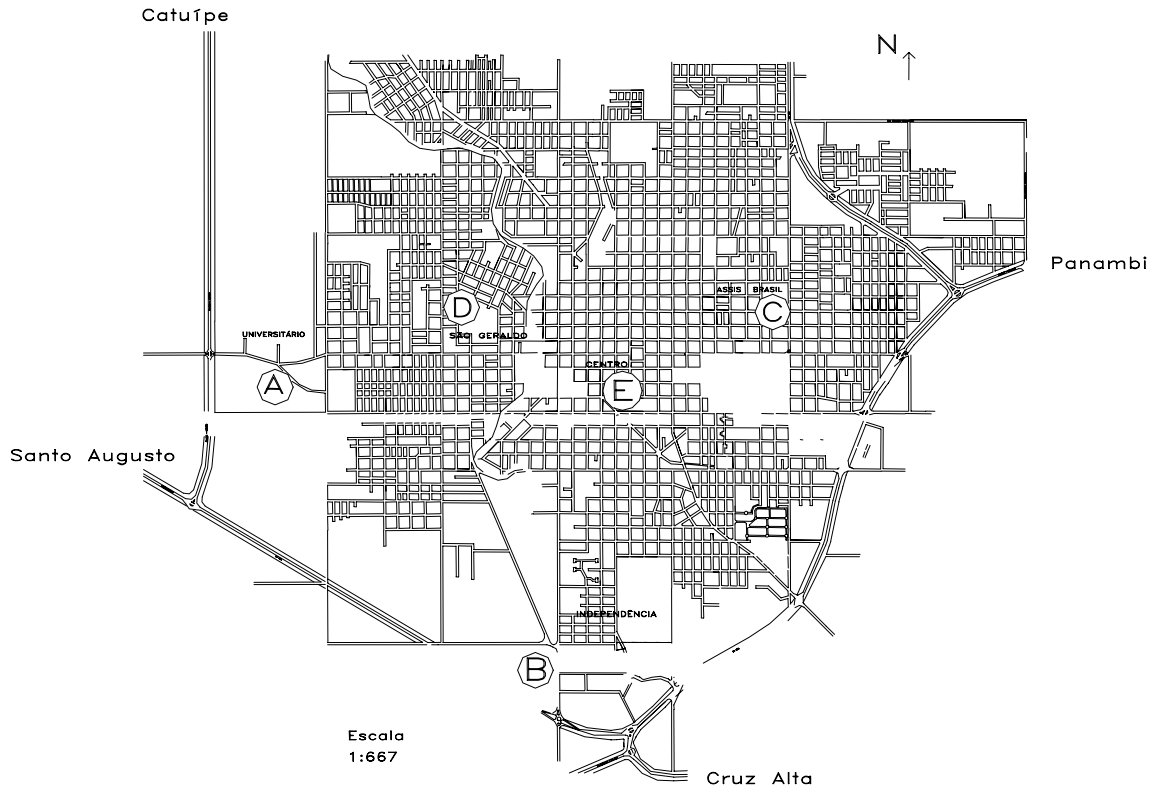 Catuípe
N
Panambi
ASSIS BRASIL
C
D
SÃO GERALDO
UNIVERSITÁRIO
A
CENTRO
E
Santo Augusto
INDEPENDÊNCIA
B
Escala
1:667
Cruz Alta